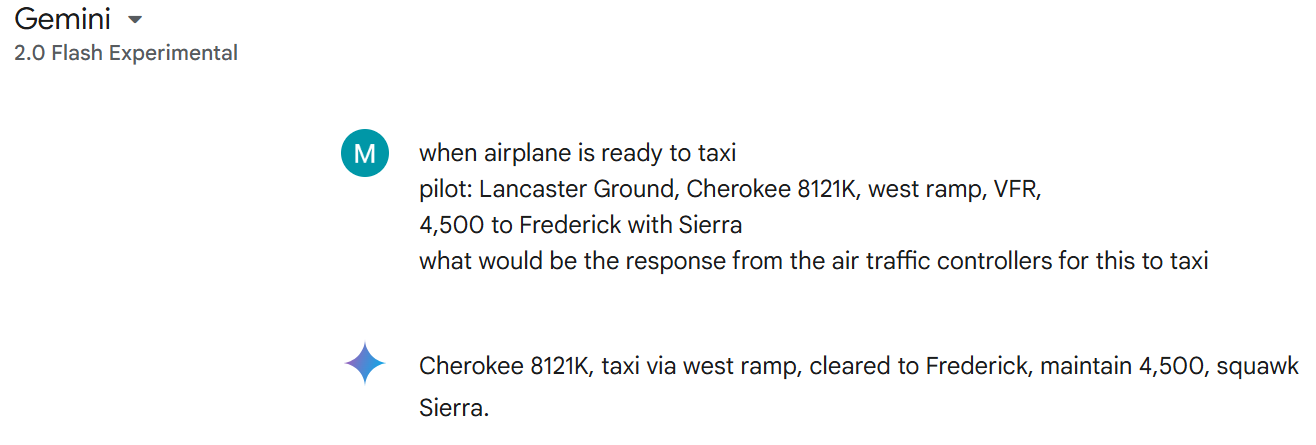 Gemini
2.0 Flash Experimental
M
when airplane is ready to taxi
pilot: Lancaster Ground, Cherokee 8121K, west ramp, VFR,
4,500 to Frederick with Sierra
what would be the response from the air traffic controllers for this to taxi
Cherokee 8121K, taxi via west ramp, cleared to Frederick, maintain 4,500, squawk
Sierra.